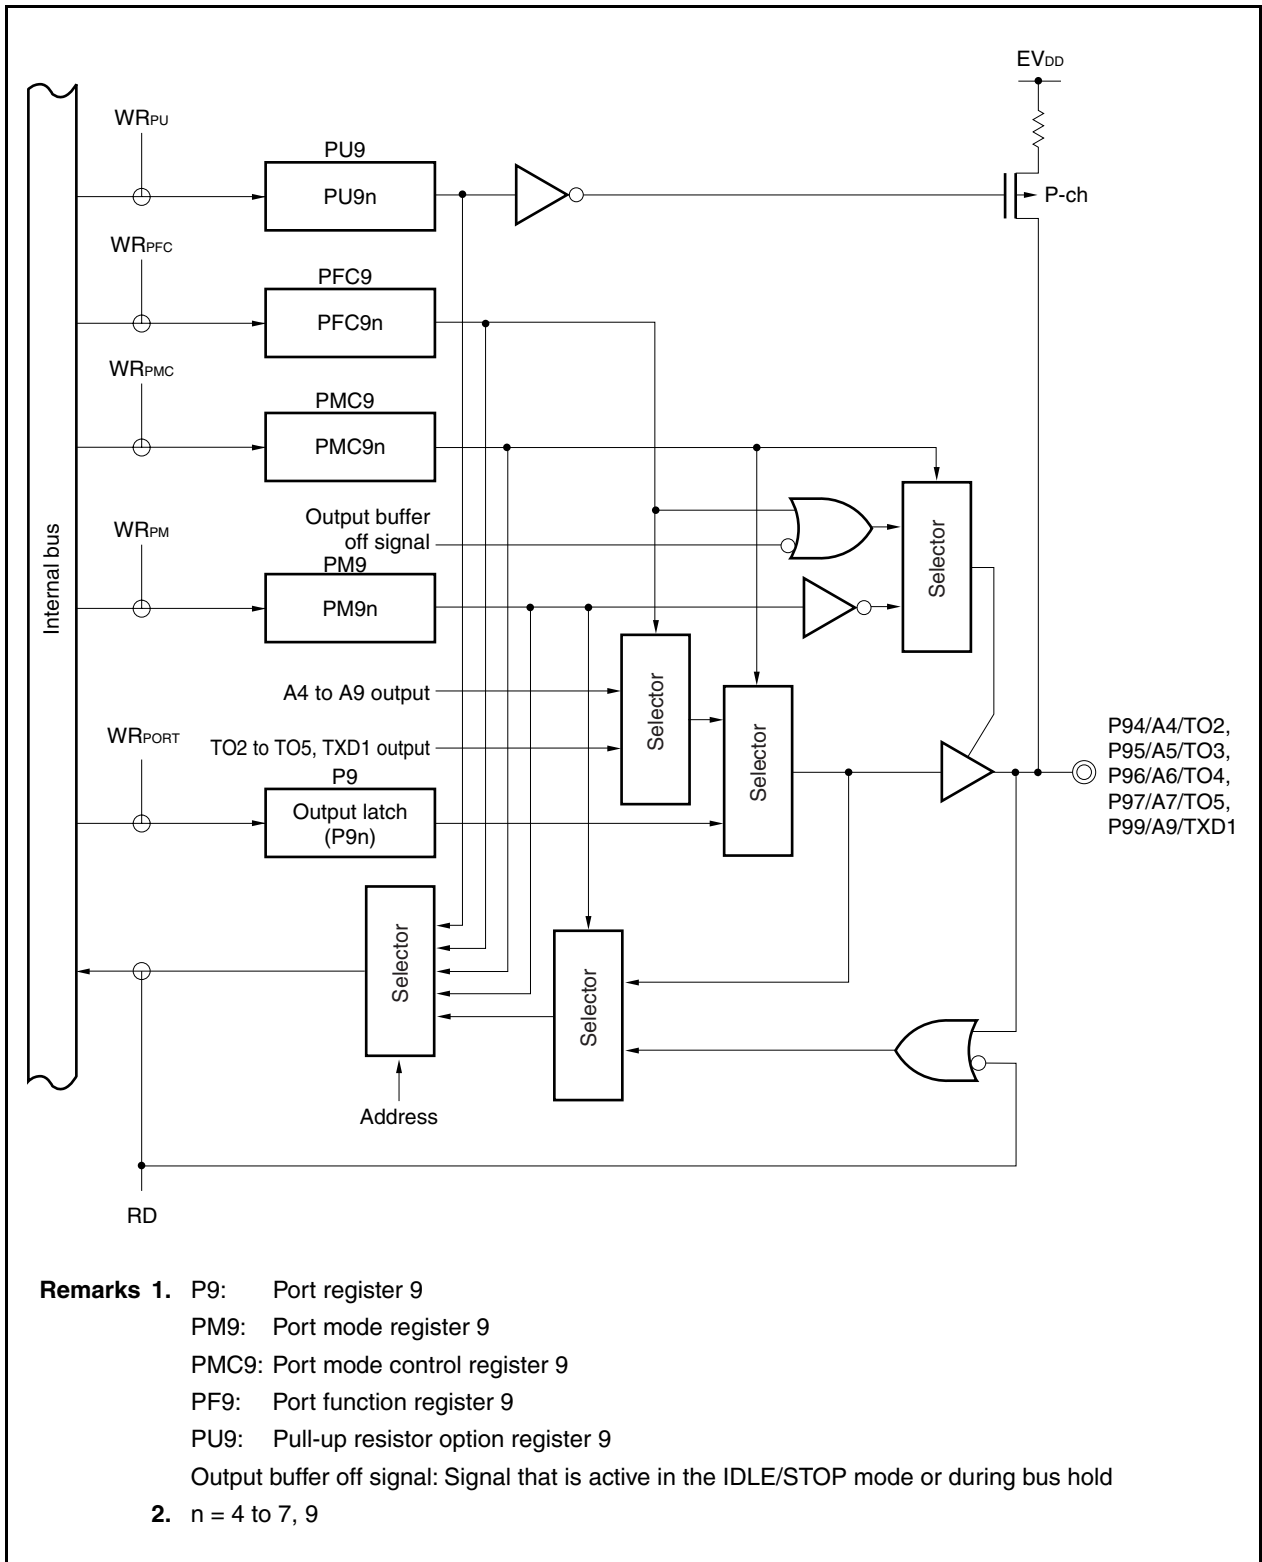 EVDD
WRPU
PU9
PU9n
P-ch
WRPFC
PFC9
PFC9n
WRPMC
PMC9
PMC9n
Output buffer
off signal
WRPM
PM9
PM9n
Internal bus
Selector
A4 to A9 output
Selector
WRPORT
TO2 to TO5, TXD1 output
Selector
P9
Output latch
(P9n)
P94/A4/TO2,
P95/A5/TO3,
P96/A6/TO4,
P97/A7/TO5,
P99/A9/TXD1
Selector
Selector
Address
RD
Remarks 1. P9: Port register 9
PM9: Port mode register 9
PMC9: Port mode control register 9
PF9: Port function register 9
PU9: Pull-up resistor option register 9
Output buffer off signal: Signal that is active in the IDLE/STOP mode or during bus hold
2. n = 4 to 7, 9